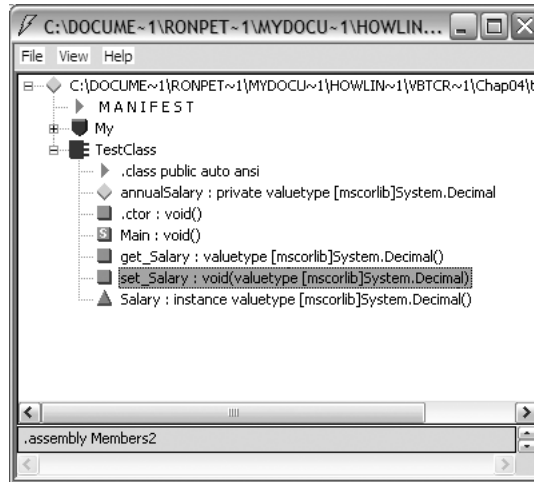 C:\DOCUME~1\RONPET~1\MYDOCU~1\HOWLIN...
File View Help
C:\DOCUME~1\RONPET~1\MYDOCU~1\HOWLIN~1\VBTCR~1\Chap04\t
MANIFEST
My
TestClass
.class public auto ansi
annualSalary : private valuetype [mscorlib]System.Decimal
.ctor : void()
S Main : void()
get_Salary : valuetype [mscorlib]System.Decimal()
set_Salary : void(valuetype [mscorlib]System.Decimal)
Salary : instance valuetype [mscorlib]System.Decimal()
.assembly Members2